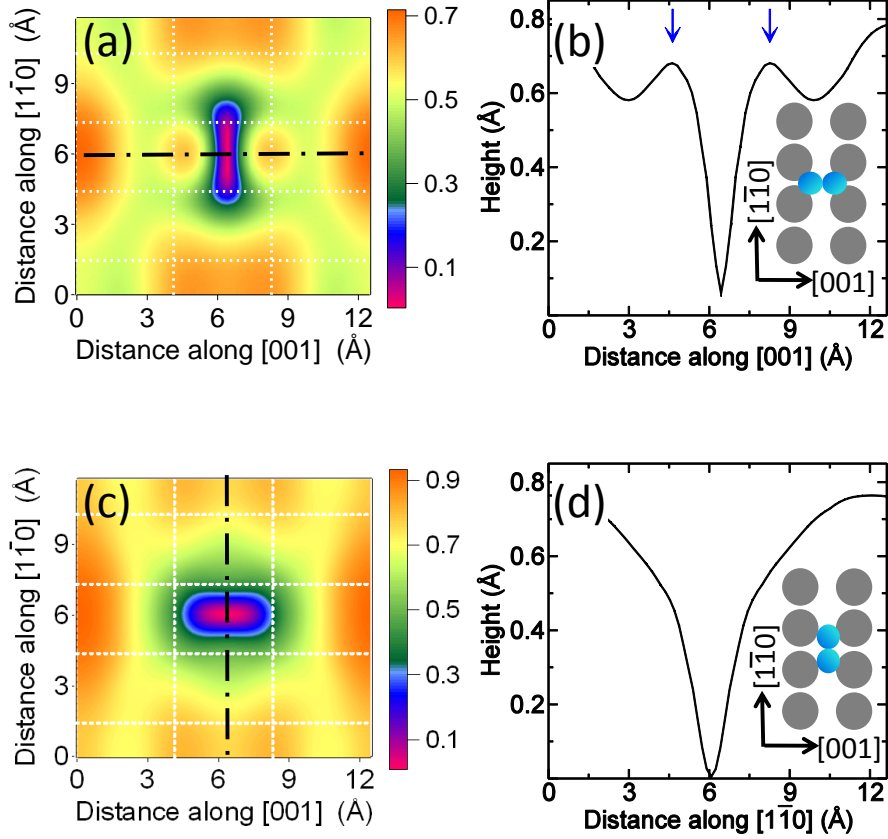 (a)
Distance along [11̄0] (Å)
9
6
3
0
0 3 6 9 12
Distance along [001] (Å)
0.7
0.5
0.3
0.1
(b)
Height (Å)
0.8
0.6
0.4
0.2
0 3 6 9 12
Distance along [001] (Å)
[11̄0]
[001]
(c)
Distance along [11̄0] (Å)
9
6
3
0
0 3 6 9 12
Distance along [001] (Å)
0.9
0.7
0.5
0.3
0.1
(d)
Height (Å)
0.8
0.6
0.4
0.2
0
0 3 6 9 12
Distance along [11̄0] (Å)
[11̄0]
[001]